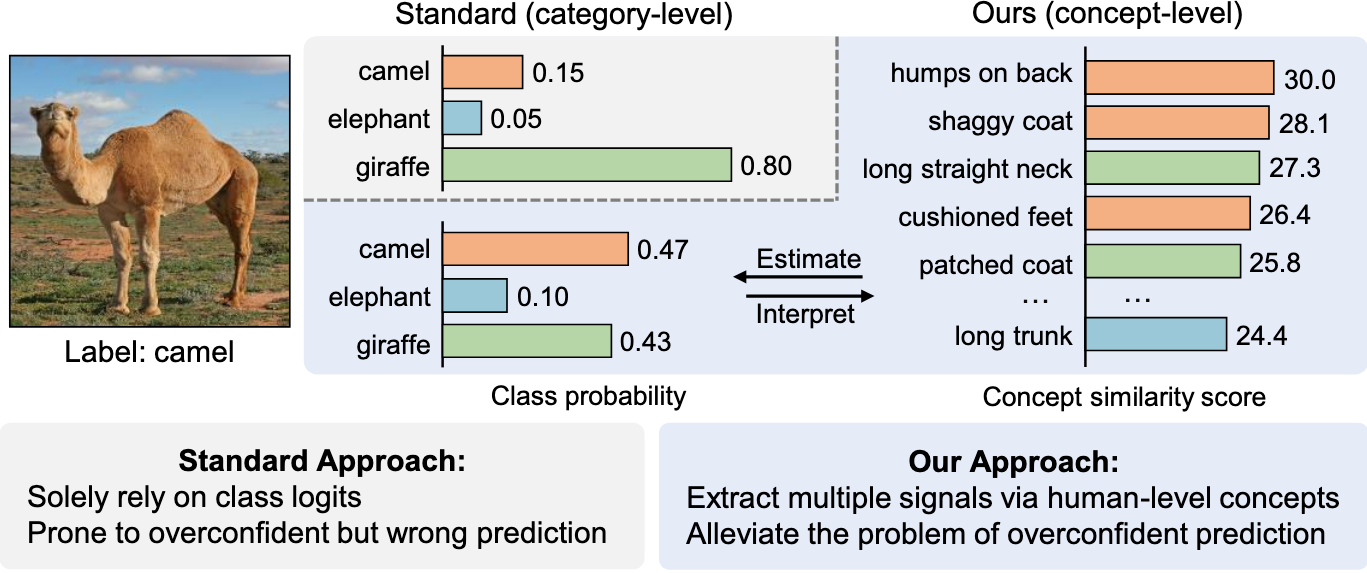 Standard (category-level)
Ours (concept-level)
camel 0.15
elephant 0.05
giraffe 0.80
camel 0.47
elephant 0.10
giraffe 0.43
Estimate
Interpret
humps on back 30.0
shaggy coat 28.1
long straight neck 27.3
cushioned feet 26.4
patched coat 25.8
... ...
long trunk 24.4
Label: camel
Class probability
Concept similarity score
Standard Approach:
Solely rely on class logits
Prone to overconfident but wrong prediction
Our Approach:
Extract multiple signals via human-level concepts
Alleviate the problem of overconfident prediction